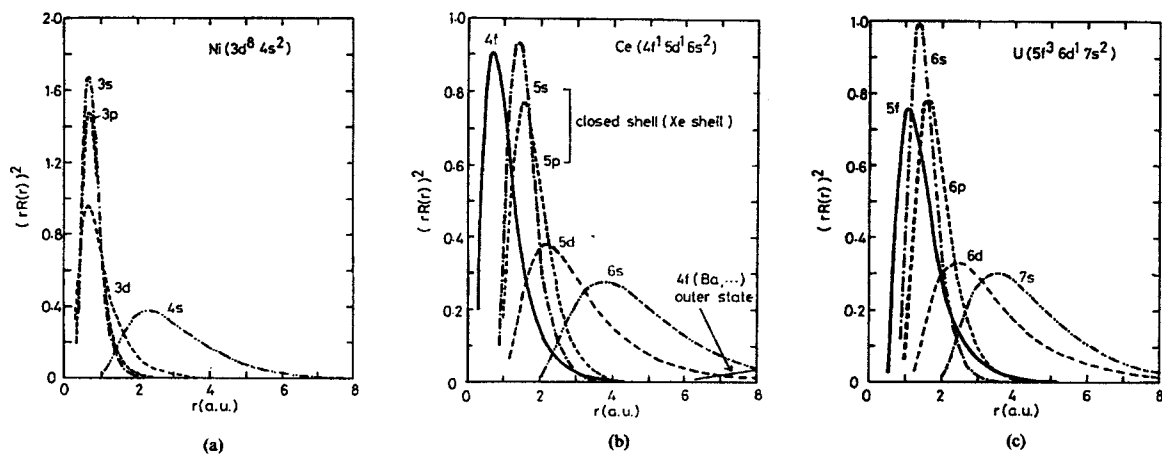 (rR(r))²
2.0
1.6
1.2
0.8
0.4
0
0
2
4
6
8
r(a.u.)
Ni (3d⁸ 4s²)
3s
3p
3d
4s
(a)
(rR(r))²
1
0.8
0.6
0.4
0.2
0
0
2
4
6
8
r(a.u.)
Ce (4f¹ 5d¹ 6s²)
4f
5s
closed shell (Xe shell)
5p
5d
6s
4f (Ba,...)
outer state
(b)
(rR(r))²
1
0.8
0.6
0.4
0.2
0
0
2
4
6
8
r(a.u.)
U (5f³ 6d¹ 7s²)
6s
5f
6p
6d
7s
(c)